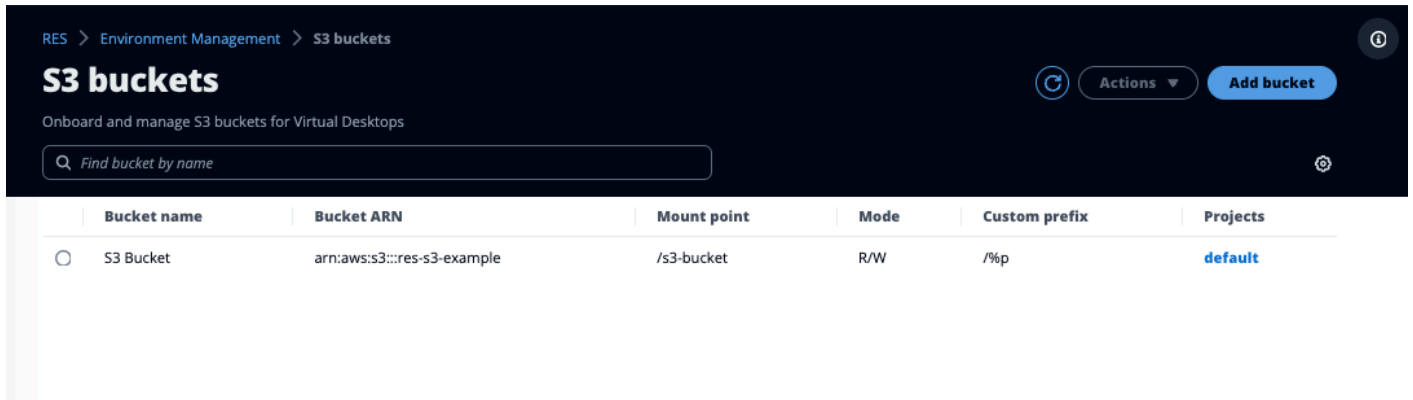 RES > Environment Management > S3 buckets
S3 buckets
Actions ▼ Add bucket
Onboard and manage S3 buckets for Virtual Desktops
Find bucket by name
Bucket name Bucket ARN Mount point Mode Custom prefix Projects
S3 Bucket arn:aws:s3:::res-s3-example /s3-bucket R/W /%p default